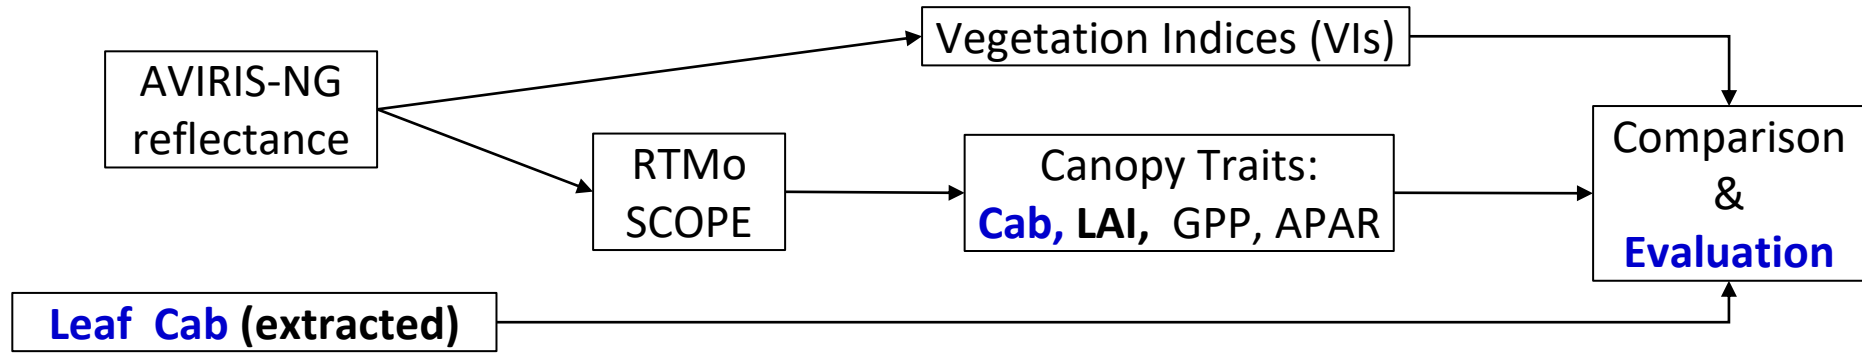 AVIRIS-NG
reflectance
Vegetation Indices (VIs)
RTMo
SCOPE
Canopy Traits:
Cab, LAI, GPP, APAR
Comparison
&
Evaluation
Leaf Cab (extracted)